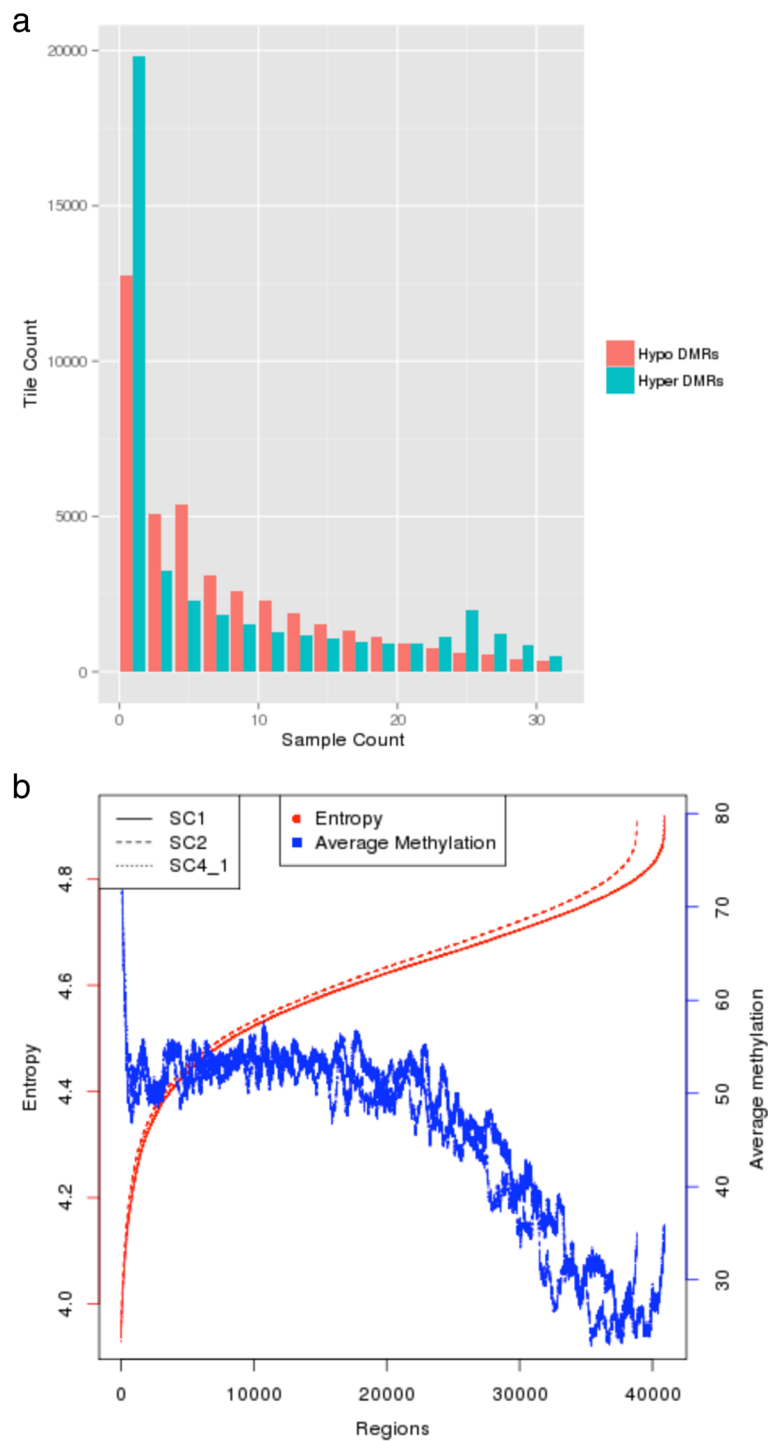 a
20000
15000
10000
5000
0
Tile Count
0 10 20 30
Sample Count
Hypo DMRs
Hyper DMRs
b
SC1
SC2
SC4_1
Entropy
Average Methylation
4.8
4.6
4.4
4.2
4.0
Entropy
80
70
60
50
40
30
Average methylation
0 10000 20000 30000 40000
Regions